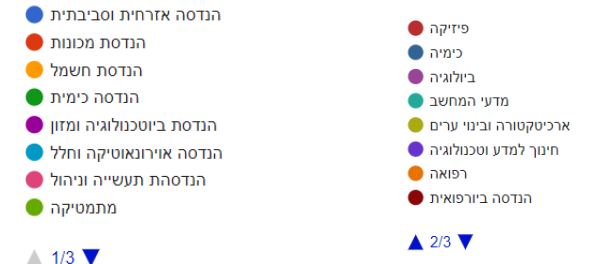 הנדסה אזרחית וסביבתית
הנדסת מכונות
הנדסת חשמל
הנדסה כימית
הנדסת ביוטכנולוגיה ומזון
הנדסה אוירונאוטיקה וחלל
הנדסהת תעשייה וניהול
מתמטיקה
1/3
פיזיקה
כימיה
ביולוגיה
מדעי המחשב
ארכיטקטורה ובינוי ערים
חינוך למדע וטכנולוגיה
רפואה
הנדסה ביורפואית
2/3